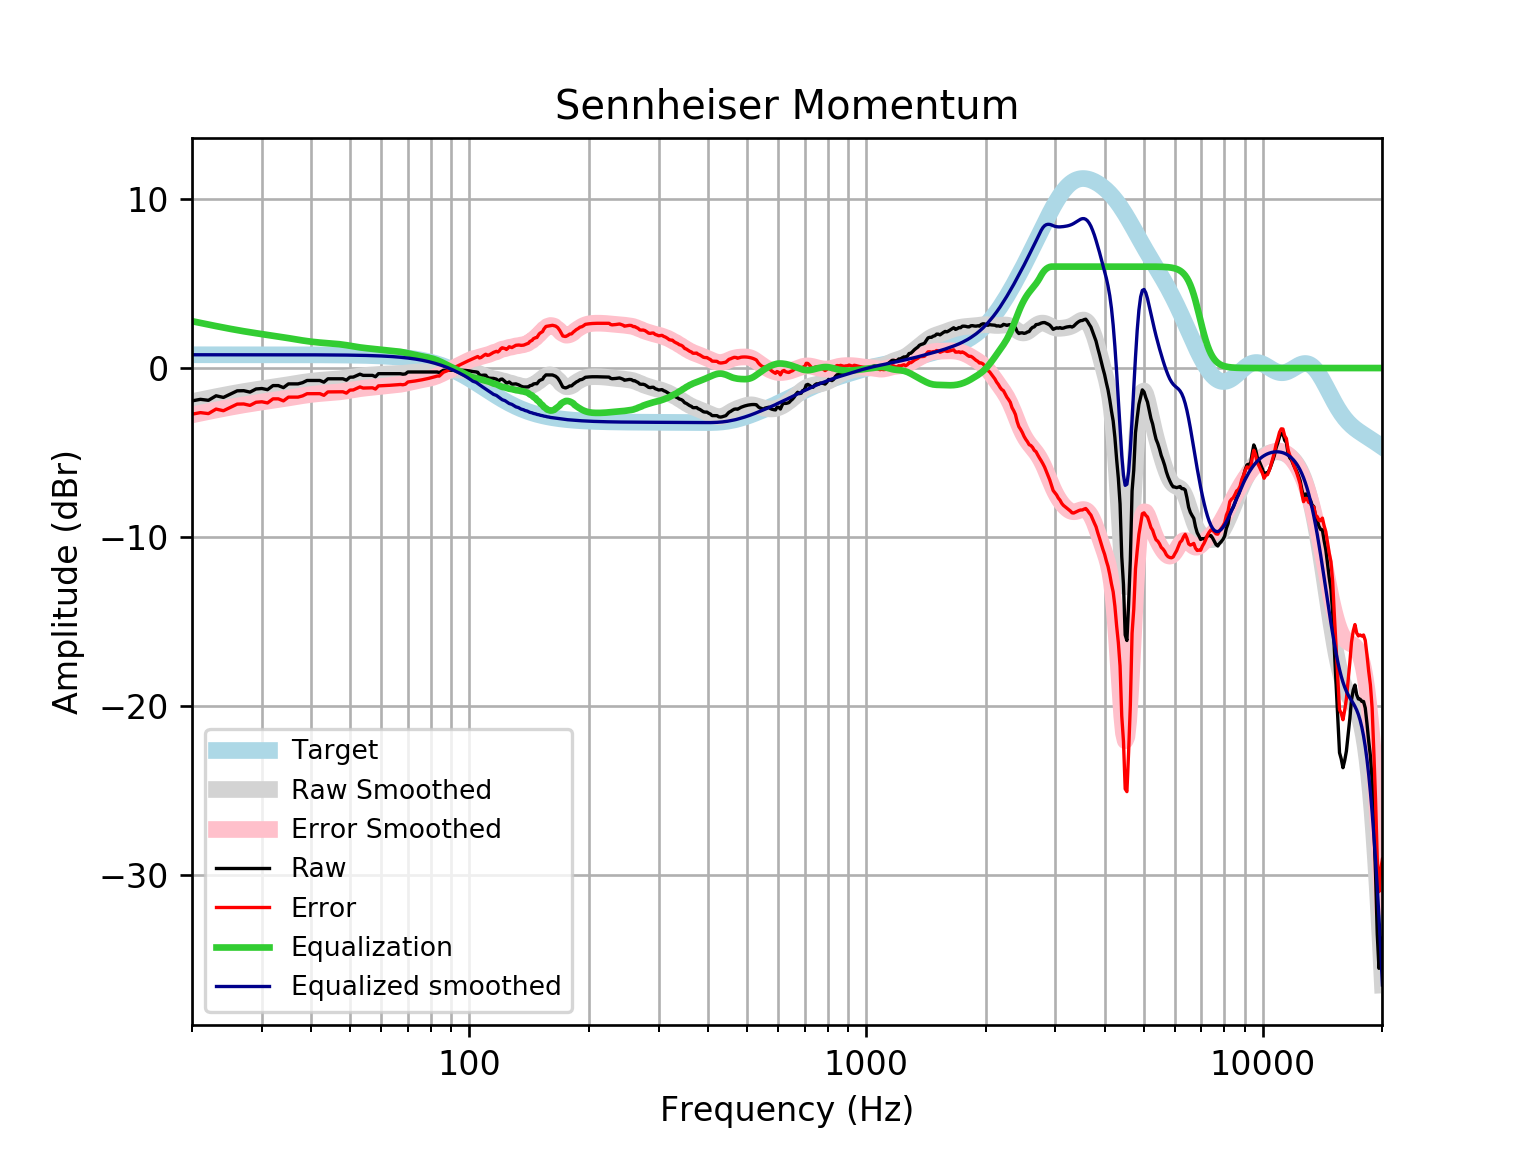 Sennheiser Momentum
Amplitude (dBr)
10
0
−10
−20
−30
Target
Raw Smoothed
Error Smoothed
Raw
Error
Equalization
Equalized smoothed
100
1000
10000
Frequency (Hz)